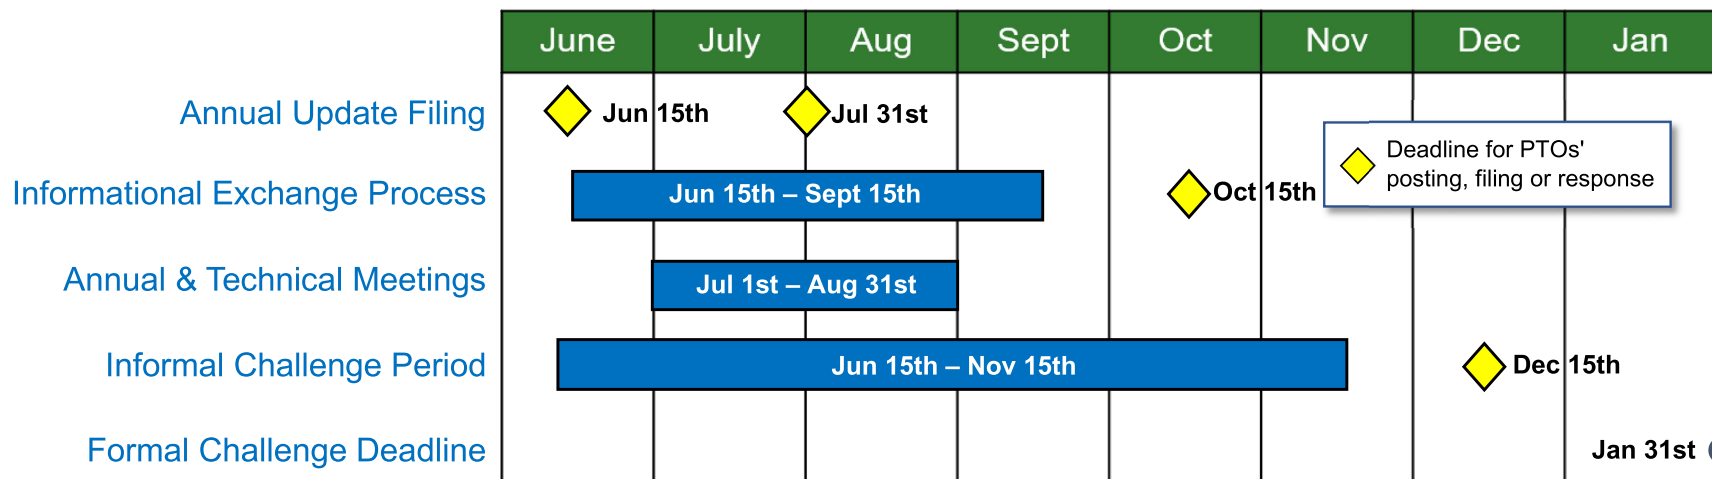 June July Aug Sept Oct Nov Dec Jan
Annual Update Filing Jun 15th Jul 31st
Deadline for PTOs'
posting, filing or response
Informational Exchange Process Jun 15th – Sept 15th Oct 15th
Annual & Technical Meetings Jul 1st – Aug 31st
Informal Challenge Period Jun 15th – Nov 15th Dec 15th
Formal Challenge Deadline Jan 31st